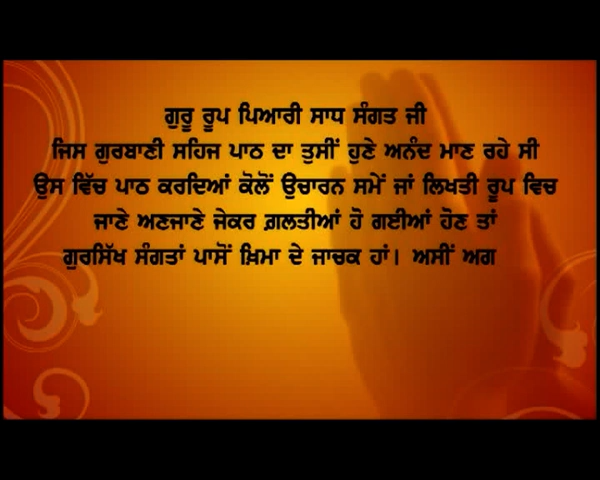 ਗੁਰੂ ਰੂਪ ਪਿਆਰੀ ਸਾਧ ਸੰਗਤ ਜੀ
ਜਿਸ ਗੁਰਬਾਣੀ ਸਹਿਜ ਪਾਠ ਦਾ ਤੁਸੀਂ ਹੁਣੇ ਅਨੰਦ ਮਾਣ ਰਹੇ ਸੀ
ਉਸ ਵਿੱਚ ਪਾਠ ਕਰਦਿਆਂ ਕੋਲੋਂ ਉਚਾਰਨ ਸਮੇਂ ਜਾਂ ਲਿਖਤੀ ਰੂਪ ਵਿਚ
ਜਾਣੇ ਅਣਜਾਣੇ ਜੇਕਰ ਗ਼ਲਤੀਆਂ ਹੋ ਗਈਆਂ ਹੋਣ ਤਾਂ
ਗੁਰਸਿੱਖ ਸੰਗਤਾਂ ਪਾਸੋਂ ਖ਼ਿਮਾ ਦੇ ਜਾਚਕ ਹਾਂ। ਅਸੀਂ ਅਗ